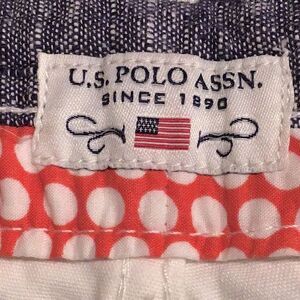 U.S. POLO ASSN.
SINCE 1890